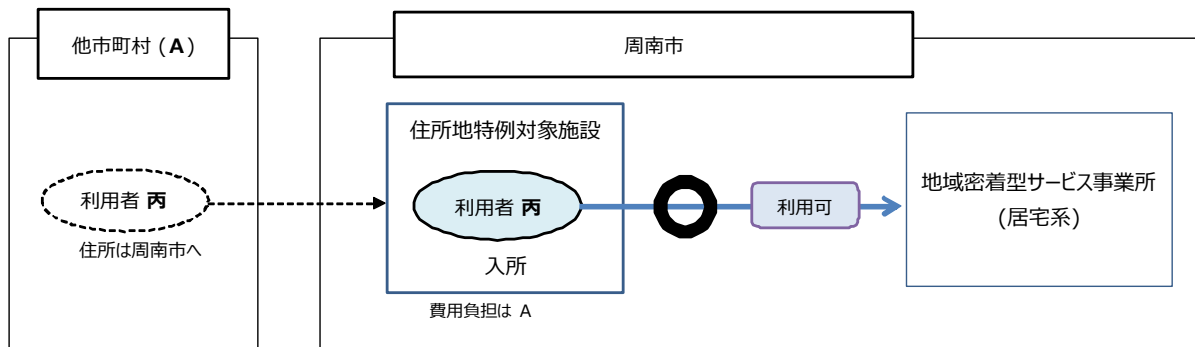 他市町村 (A)
周南市
利用者 丙
住所は周南市へ
住所地特例対象施設
利用者 丙
入所
費用負担は A
利用可
地域密着型サービス事業所
(居宅系)